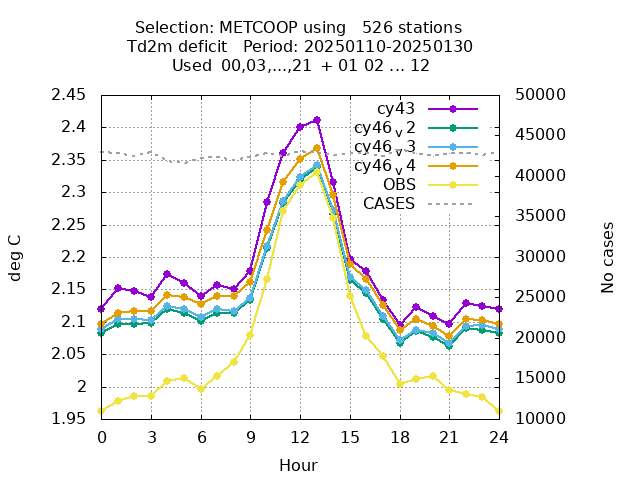 Selection: METCOOP using   526 stations
Td2m deficit   Period: 20250110-20250130
Used  00,03,...,21  + 01 02 ... 12
2.45
2.4
2.35
2.3
2.25
2.2
2.15
2.1
2.05
2
1.95
50000
45000
40000
35000
30000
25000
20000
15000
10000
0 3 6 9 12 15 18 21 24
deg C
No cases
Hour
cy43
cy46_v2
cy46_v3
cy46_v4
OBS
CASES